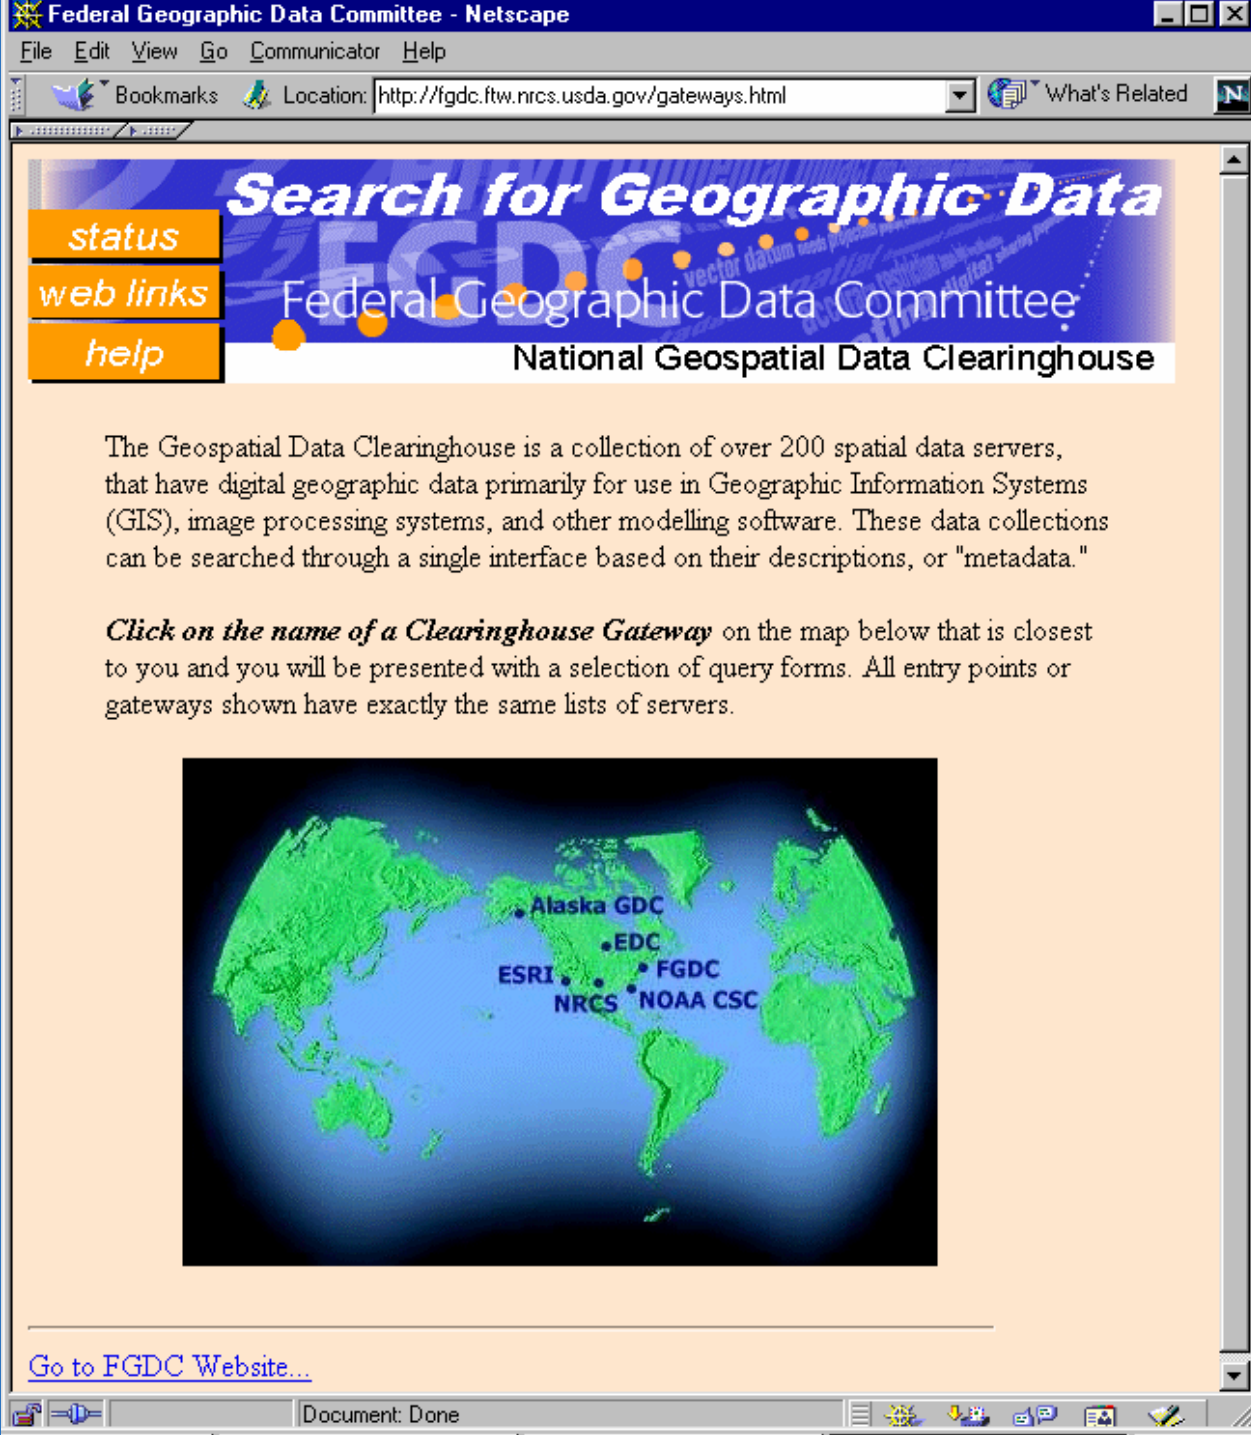 Federal Geographic Data Committee - Netscape
File Edit View Go Communicator Help
Bookmarks Location: http://fgdc.ftw.nrcs.usda.gov/gateways.html What's Related N
Search for Geographic Data
status
FGDC
vector datum
web links
Federal Geographic Data Committee
help
National Geospatial Data Clearinghouse
The Geospatial Data Clearinghouse is a collection of over 200 spatial data servers,
that have digital geographic data primarily for use in Geographic Information Systems
(GIS), image processing systems, and other modelling software. These data collections
can be searched through a single interface based on their descriptions, or "metadata."
Click on the name of a Clearinghouse Gateway on the map below that is closest
to you and you will be presented with a selection of query forms. All entry points or
gateways shown have exactly the same lists of servers.
Alaska GDC
EDC
FGDC
ESRI
NRCS
NOAA CSC
Go to FGDC Website...
Document: Done